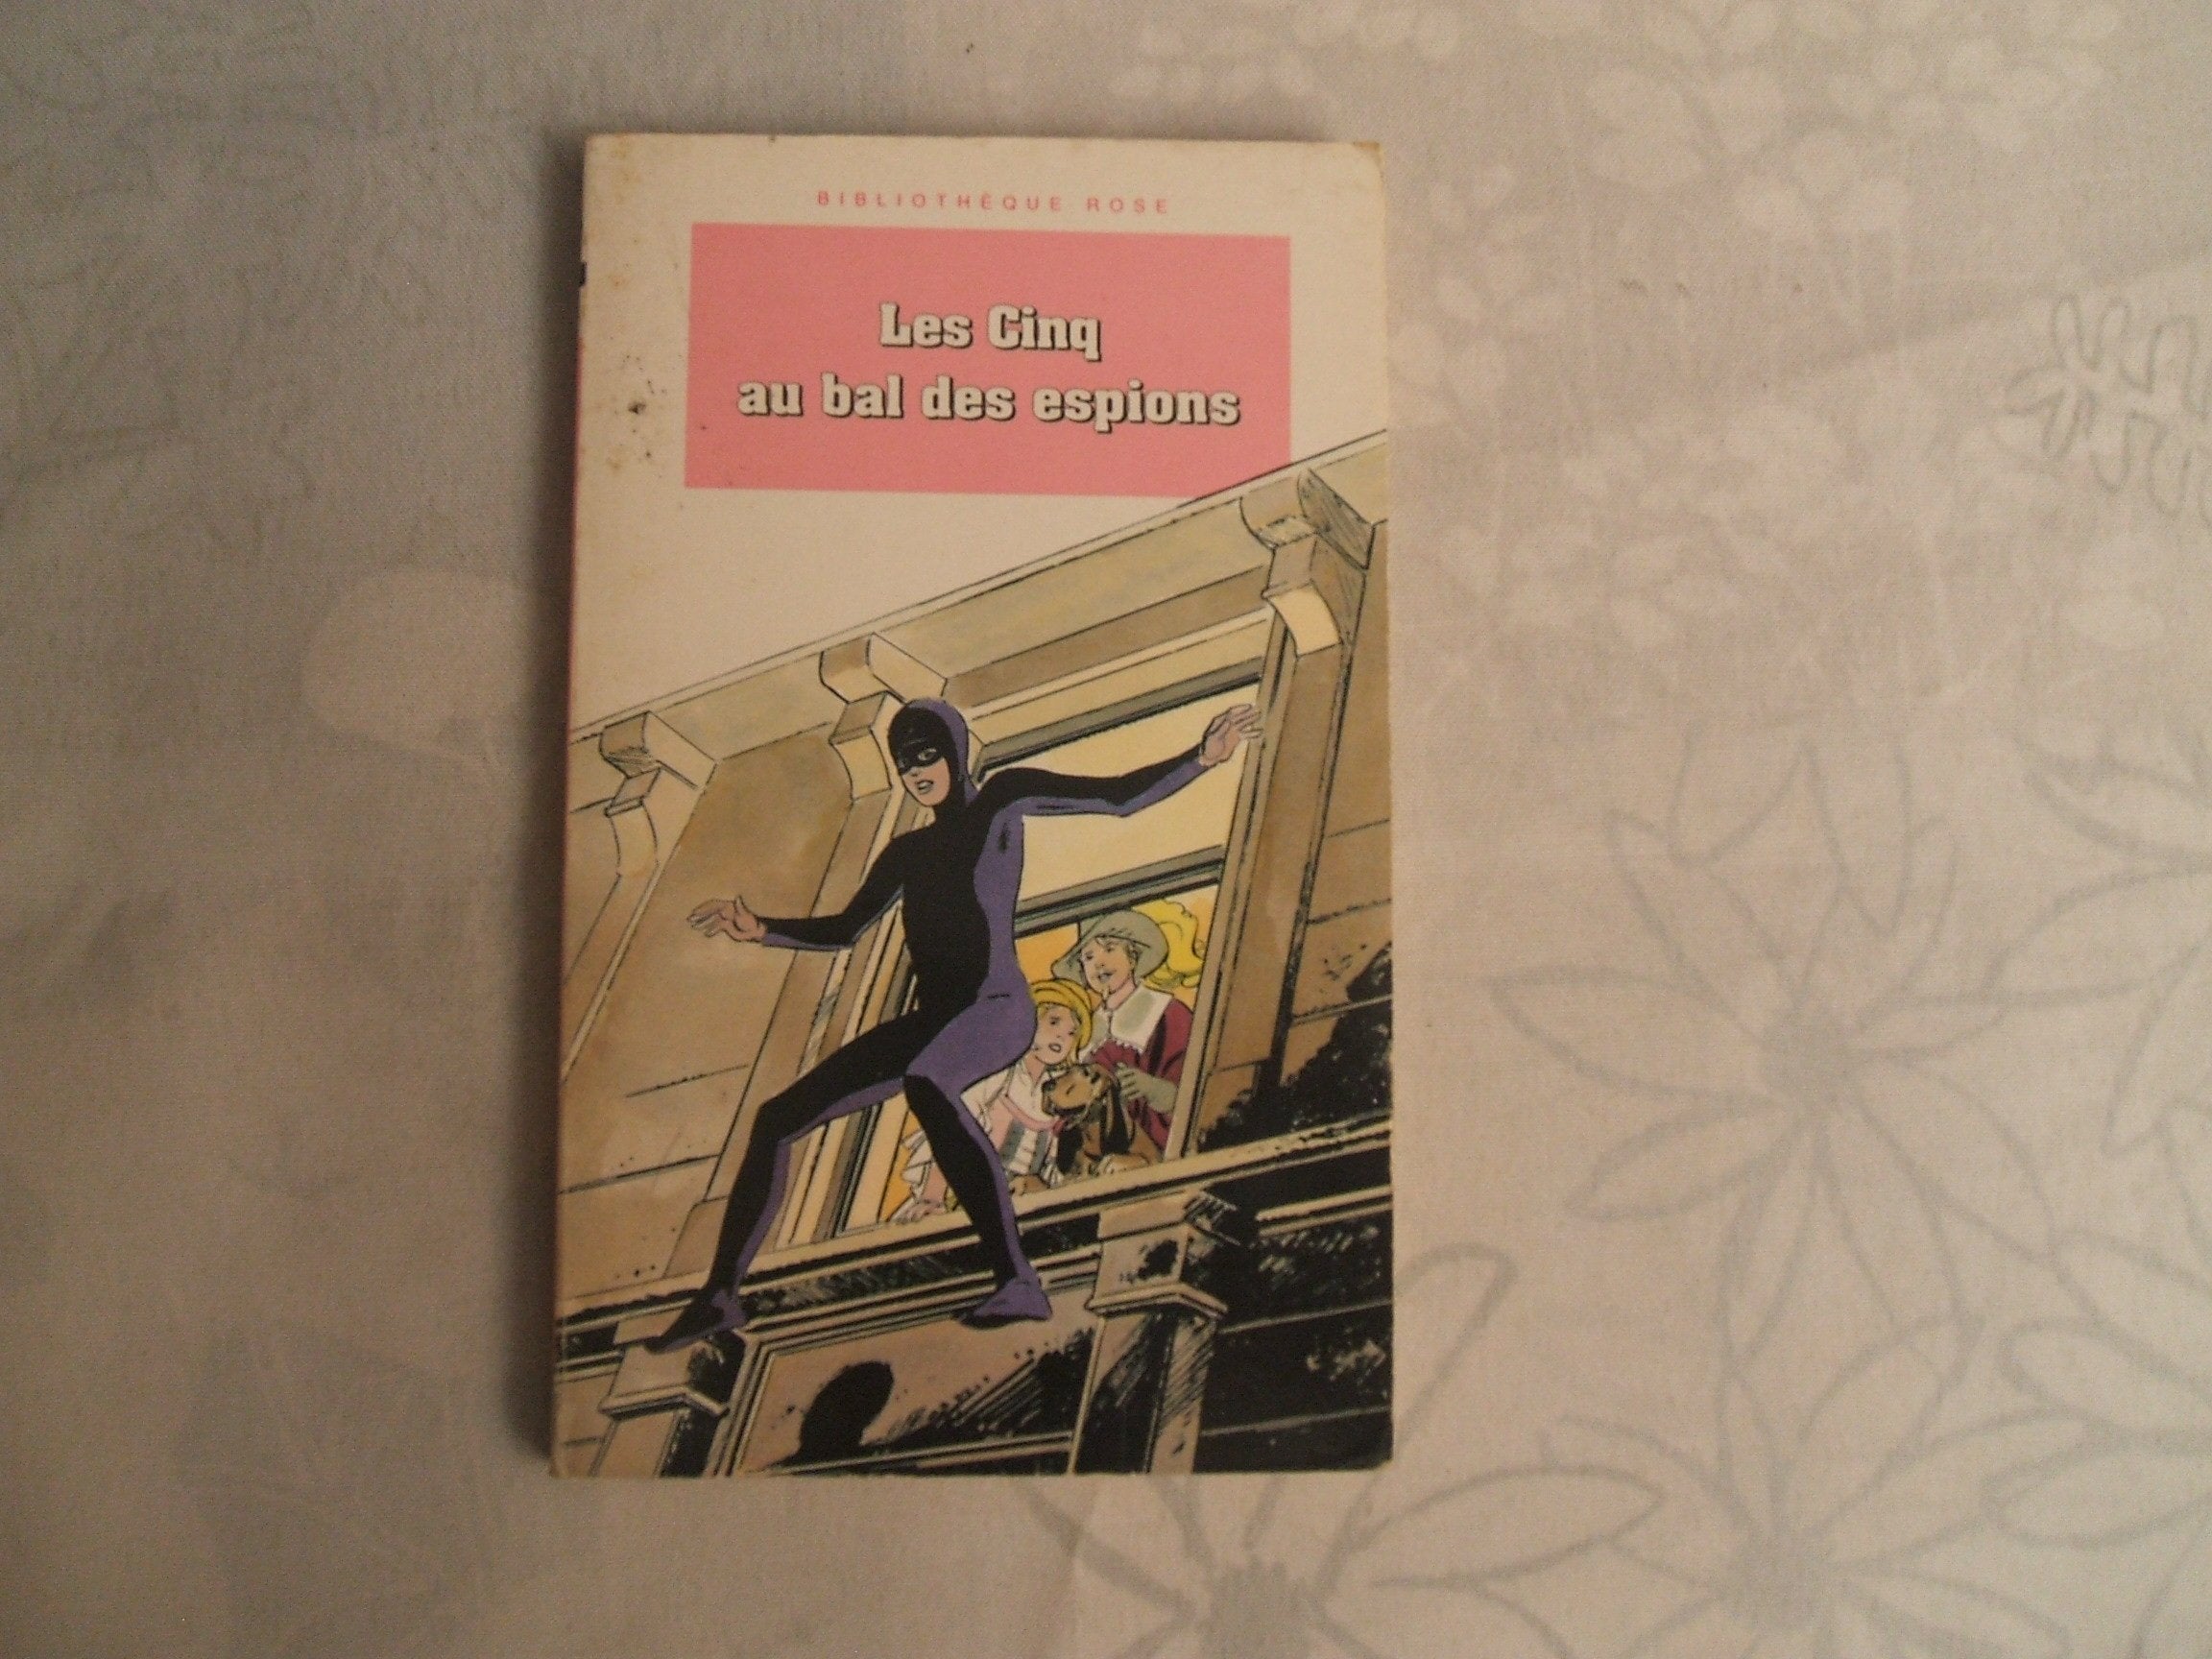 BIBLIOTHÈQUE ROSE
Les Cinq
au bal des espions